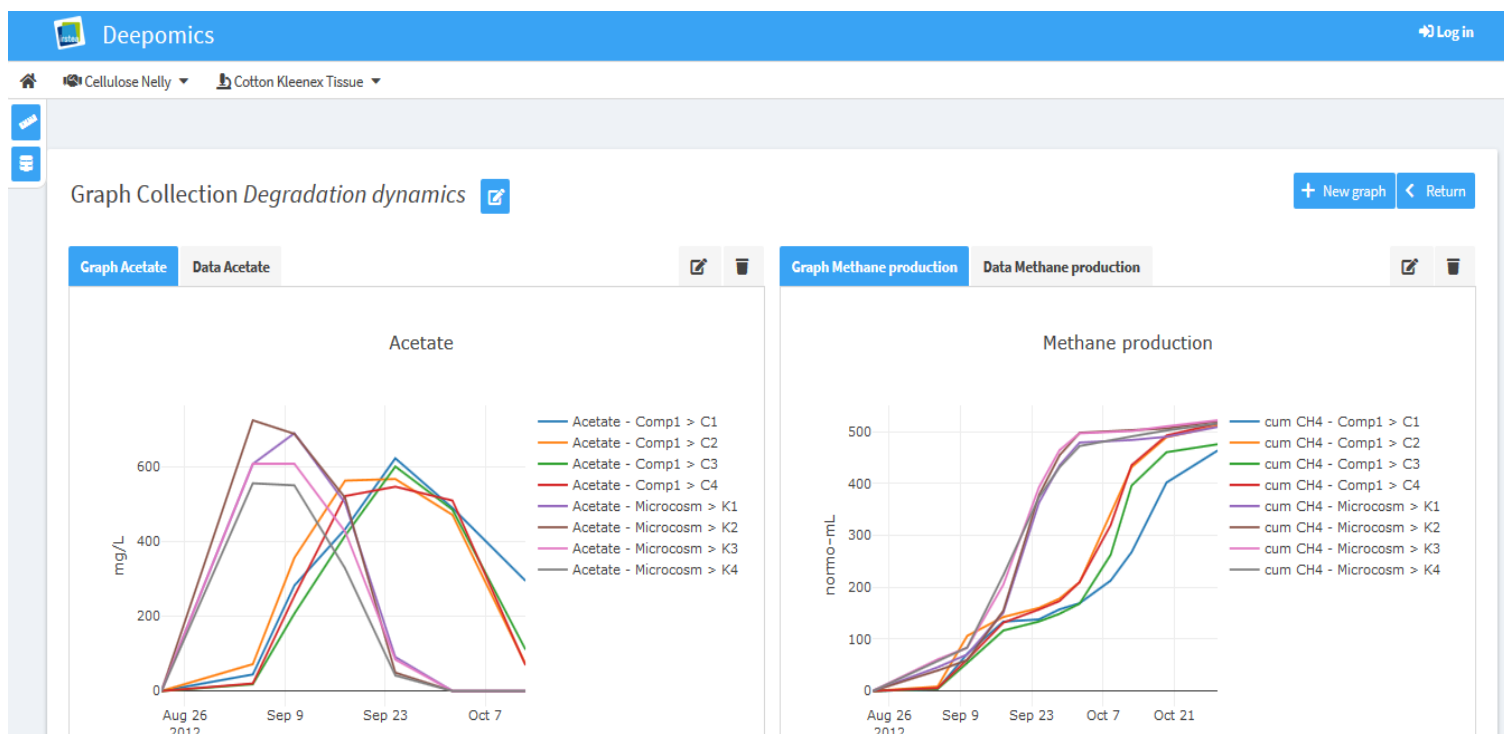 Deepomics
Log in
Cellulose Nelly
Cotton Kleenex Tissue
Graph Collection Degradation dynamics
New graph
Return
Graph Acetate
Data Acetate
Acetate
mg/L
600
400
200
0
Aug 26
2012
Sep 9
Sep 23
Oct 7
Acetate - Comp1 > C1
Acetate - Comp1 > C2
Acetate - Comp1 > C3
Acetate - Comp1 > C4
Acetate - Microcosm > K1
Acetate - Microcosm > K2
Acetate - Microcosm > K3
Acetate - Microcosm > K4
Graph Methane production
Data Methane production
Methane production
normo-mL
500
400
300
200
100
0
Aug 26
2012
Sep 9
Sep 23
Oct 7
Oct 21
cum CH4 - Comp1 > C1
cum CH4 - Comp1 > C2
cum CH4 - Comp1 > C3
cum CH4 - Comp1 > C4
cum CH4 - Microcosm > K1
cum CH4 - Microcosm > K2
cum CH4 - Microcosm > K3
cum CH4 - Microcosm > K4